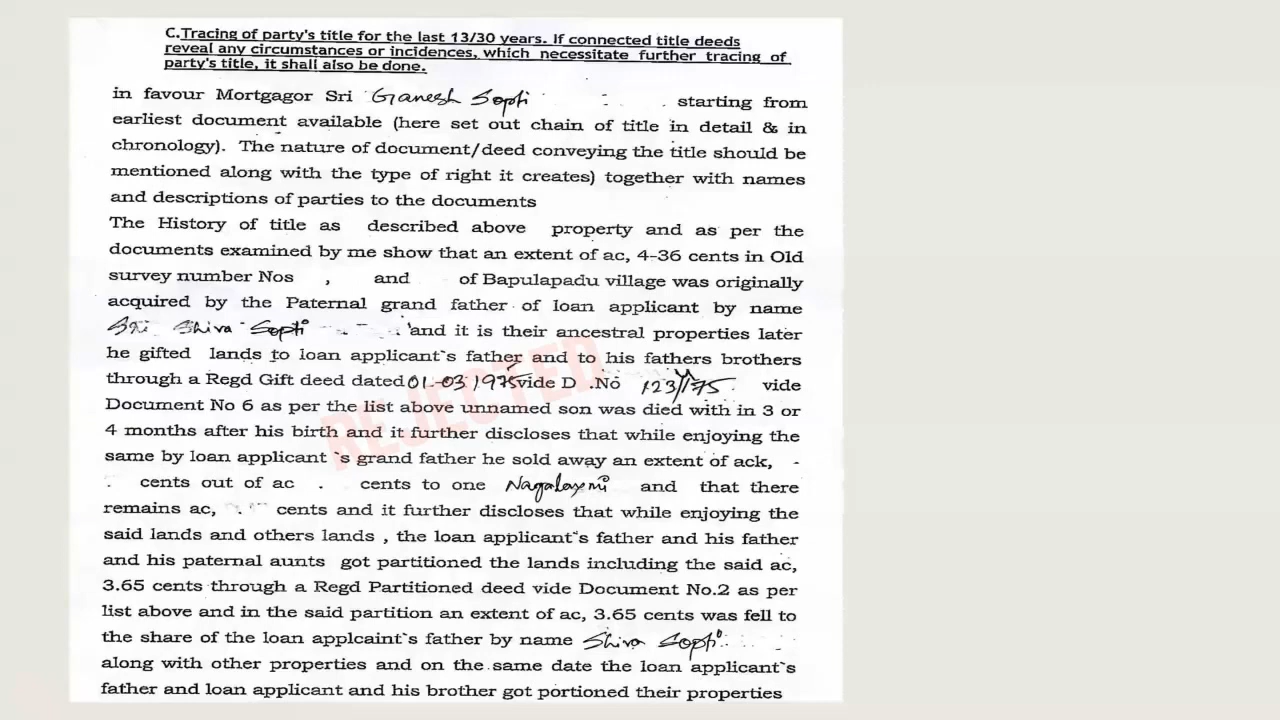 C.Tracing of party's title for the last 13/30 years. If connected title deeds
reveal any circumstances or incidences, which necessitate further tracing of
party's title, it shall also be done.
in favour Mortgagor Sri Ganesh Sopti starting from
earliest document available (here set out chain of title in detail & in
chronology). The nature of document/deed conveying the title should be
mentioned along with the type of right it creates) together with names
and descriptions of parties to the documents
The History of title as described above property and as per the
documents examined by me show that an extent of ac, 4-36 cents in Old
survey number Nos , and of Bapulapadu village was originally
acquired by the Paternal grand father of loan applicant by name
Sri Shiva Sopti and it is their ancestral properties later
he gifted lands to loan applicant`s father and to his fathers brothers
through a Regd Gift deed dated 01-03 1975 vide D .No 123/175 vide
Document No 6 as per the list above unnamed son was died with in 3 or
4 months after his birth and it further discloses that while enjoying the
same by loan applicant `s grand father he sold away an extent of ack,
cents out of ac . cents to one Nagalaxmi and that there
remains ac, cents and it further discloses that while enjoying the
said lands and others lands , the loan applicant`s father and his father
and his paternal aunts got partitioned the lands including the said ac,
3.65 cents through a Regd Partitioned deed vide Document No.2 as per
list above and in the said partition an extent of ac, 3.65 cents was fell to
the share of the loan applcaint`s father by name Shiva Sopti
along with other properties and on the same date the loan applicant`s
father and loan applicant and his brother got portioned their properties
REJECTED